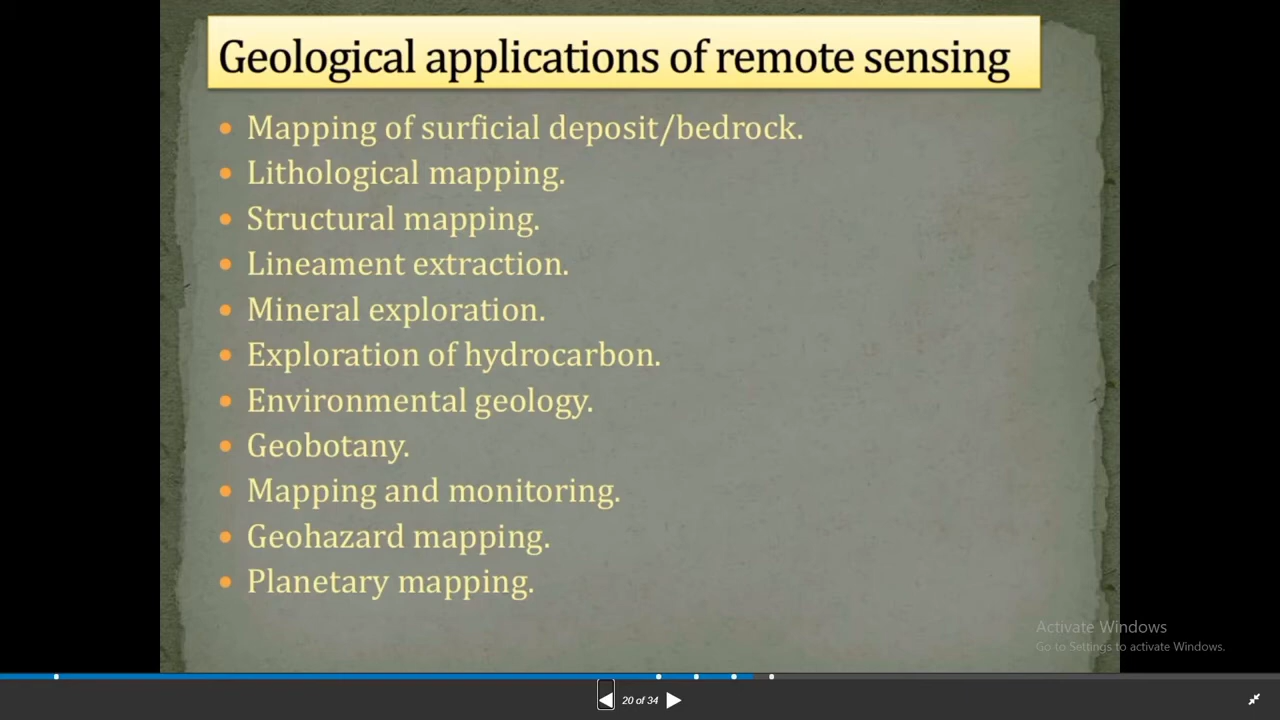 Geological applications of remote sensing
• Mapping of surficial deposit/bedrock.
• Lithological mapping.
• Structural mapping.
• Lineament extraction.
• Mineral exploration.
• Exploration of hydrocarbon.
• Environmental geology.
• Geobotany.
• Mapping and monitoring.
• Geohazard mapping.
• Planetary mapping.
Activate Windows
Go to Settings to activate Windows.
20 of 34